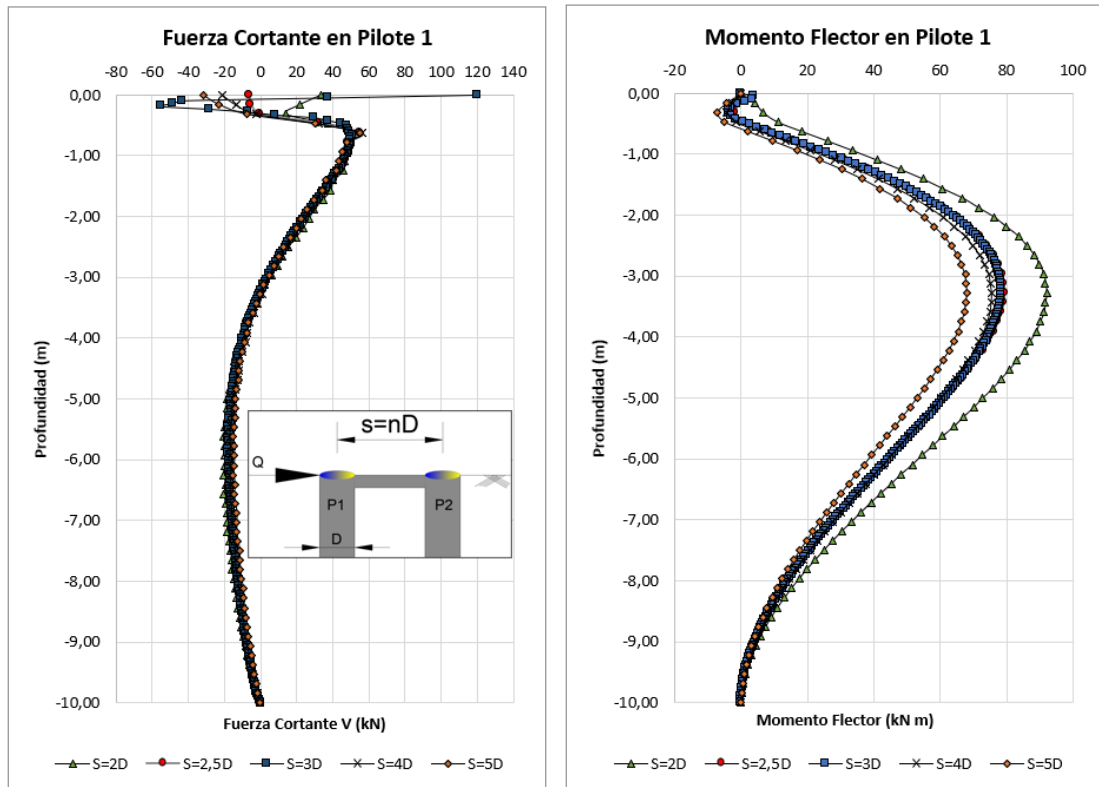 Fuerza Cortante en Pilote 1
-80 -60 -40 -20 0 20 40 60 80 100 120 140
0,00
-1,00
-2,00
-3,00
-4,00
-5,00
-6,00
-7,00
-8,00
-9,00
-10,00
Profundidad (m)
s=nD
Q
P1 P2
D
Fuerza Cortante V (kN)
S=2D S=2,5D S=3D S=4D S=5D
Momento Flector en Pilote 1
-20 0 20 40 60 80 100
0,00
-1,00
-2,00
-3,00
-4,00
-5,00
-6,00
-7,00
-8,00
-9,00
-10,00
Profundidad (m)
Momento Flector (kN m)
S=2D S=2,5D S=3D S=4D S=5D